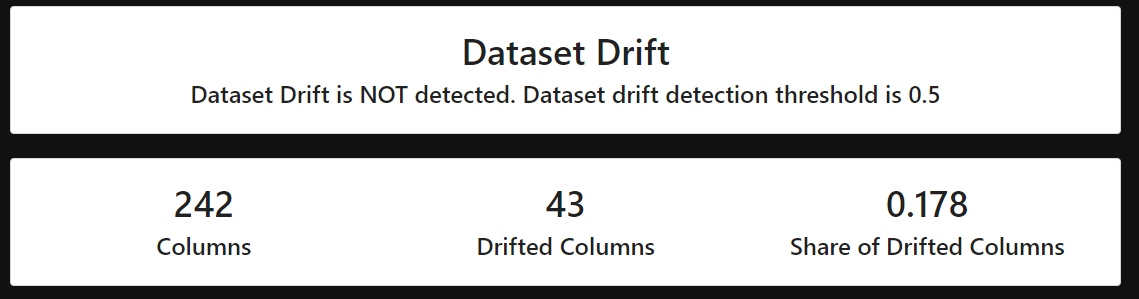 Dataset Drift
Dataset Drift is NOT detected. Dataset drift detection threshold is 0.5
242
Columns
43
Drifted Columns
0.178
Share of Drifted Columns